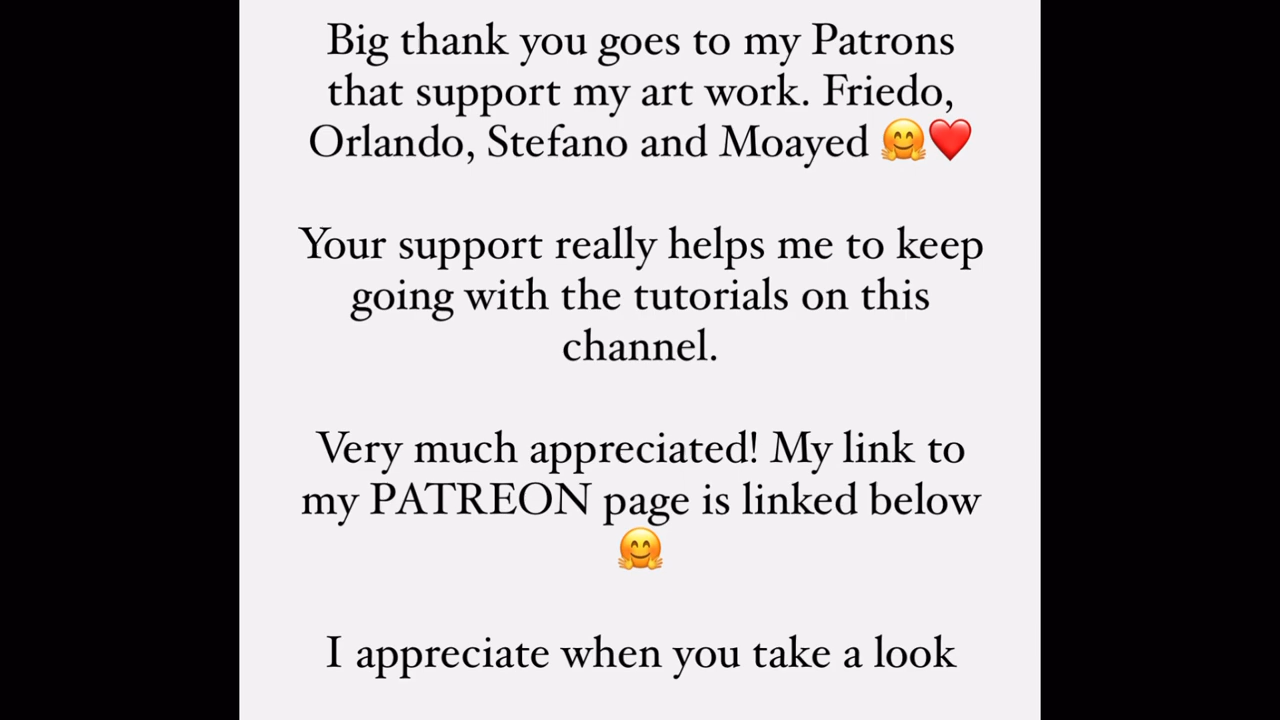 Big thank you goes to my Patrons
that support my art work. Friedo,
Orlando, Stefano and Moayed 🤗❤️
Your support really helps me to keep
going with the tutorials on this
channel.
Very much appreciated! My link to
my PATREON page is linked below
🤗
I appreciate when you take a look